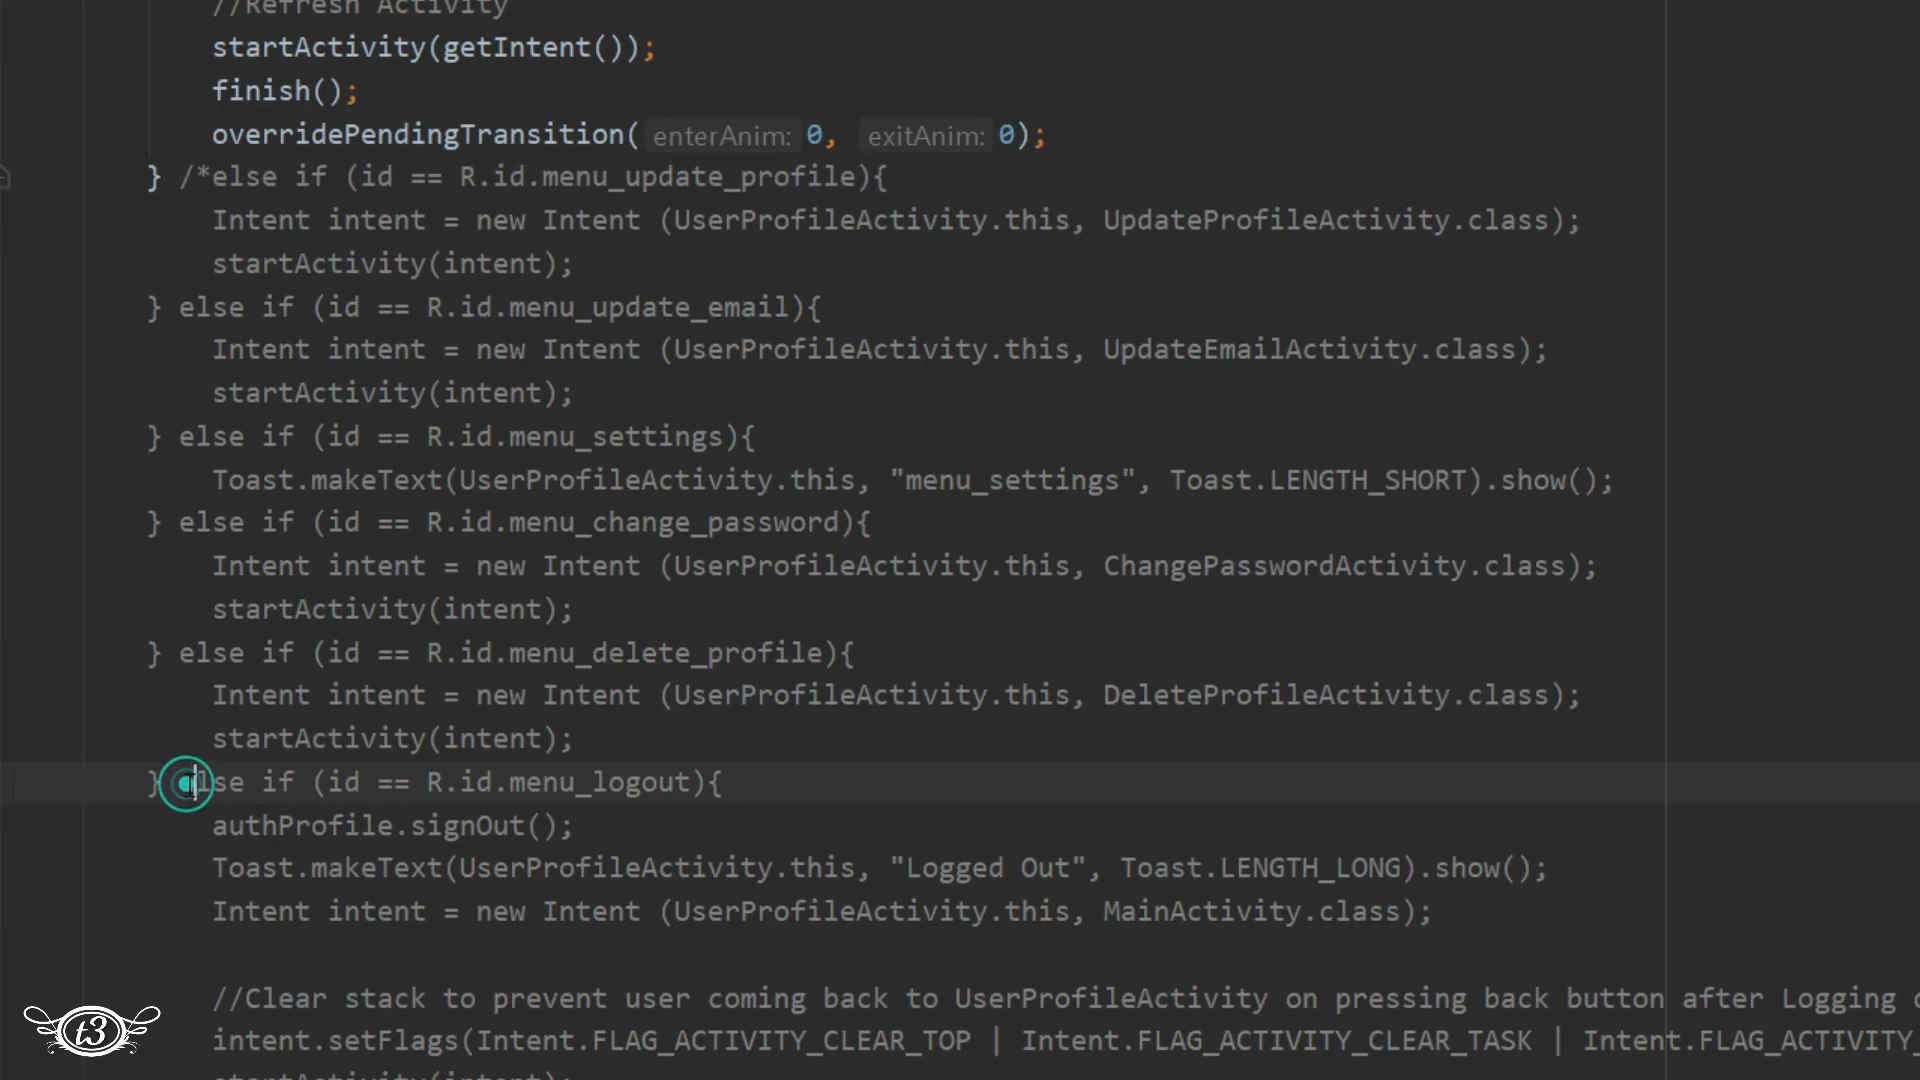 //Refresh Activity
startActivity(getIntent());
finish();
overridePendingTransition( enterAnim: 0, exitAnim: 0);
} /*else if (id == R.id.menu_update_profile){
Intent intent = new Intent (UserProfileActivity.this, UpdateProfileActivity.class);
startActivity(intent);
} else if (id == R.id.menu_update_email){
Intent intent = new Intent (UserProfileActivity.this, UpdateEmailActivity.class);
startActivity(intent);
} else if (id == R.id.menu_settings){
Toast.makeText(UserProfileActivity.this, "menu_settings", Toast.LENGTH_SHORT).show();
} else if (id == R.id.menu_change_password){
Intent intent = new Intent (UserProfileActivity.this, ChangePasswordActivity.class);
startActivity(intent);
} else if (id == R.id.menu_delete_profile){
Intent intent = new Intent (UserProfileActivity.this, DeleteProfileActivity.class);
startActivity(intent);
} else if (id == R.id.menu_logout){
authProfile.signOut();
Toast.makeText(UserProfileActivity.this, "Logged Out", Toast.LENGTH_LONG).show();
Intent intent = new Intent (UserProfileActivity.this, MainActivity.class);
//Clear stack to prevent user coming back to UserProfileActivity on pressing back button after Logging
intent.setFlags(Intent.FLAG_ACTIVITY_CLEAR_TOP | Intent.FLAG_ACTIVITY_CLEAR_TASK | Intent.FLAG_ACTIVITY_
startActivity(intent);
t3